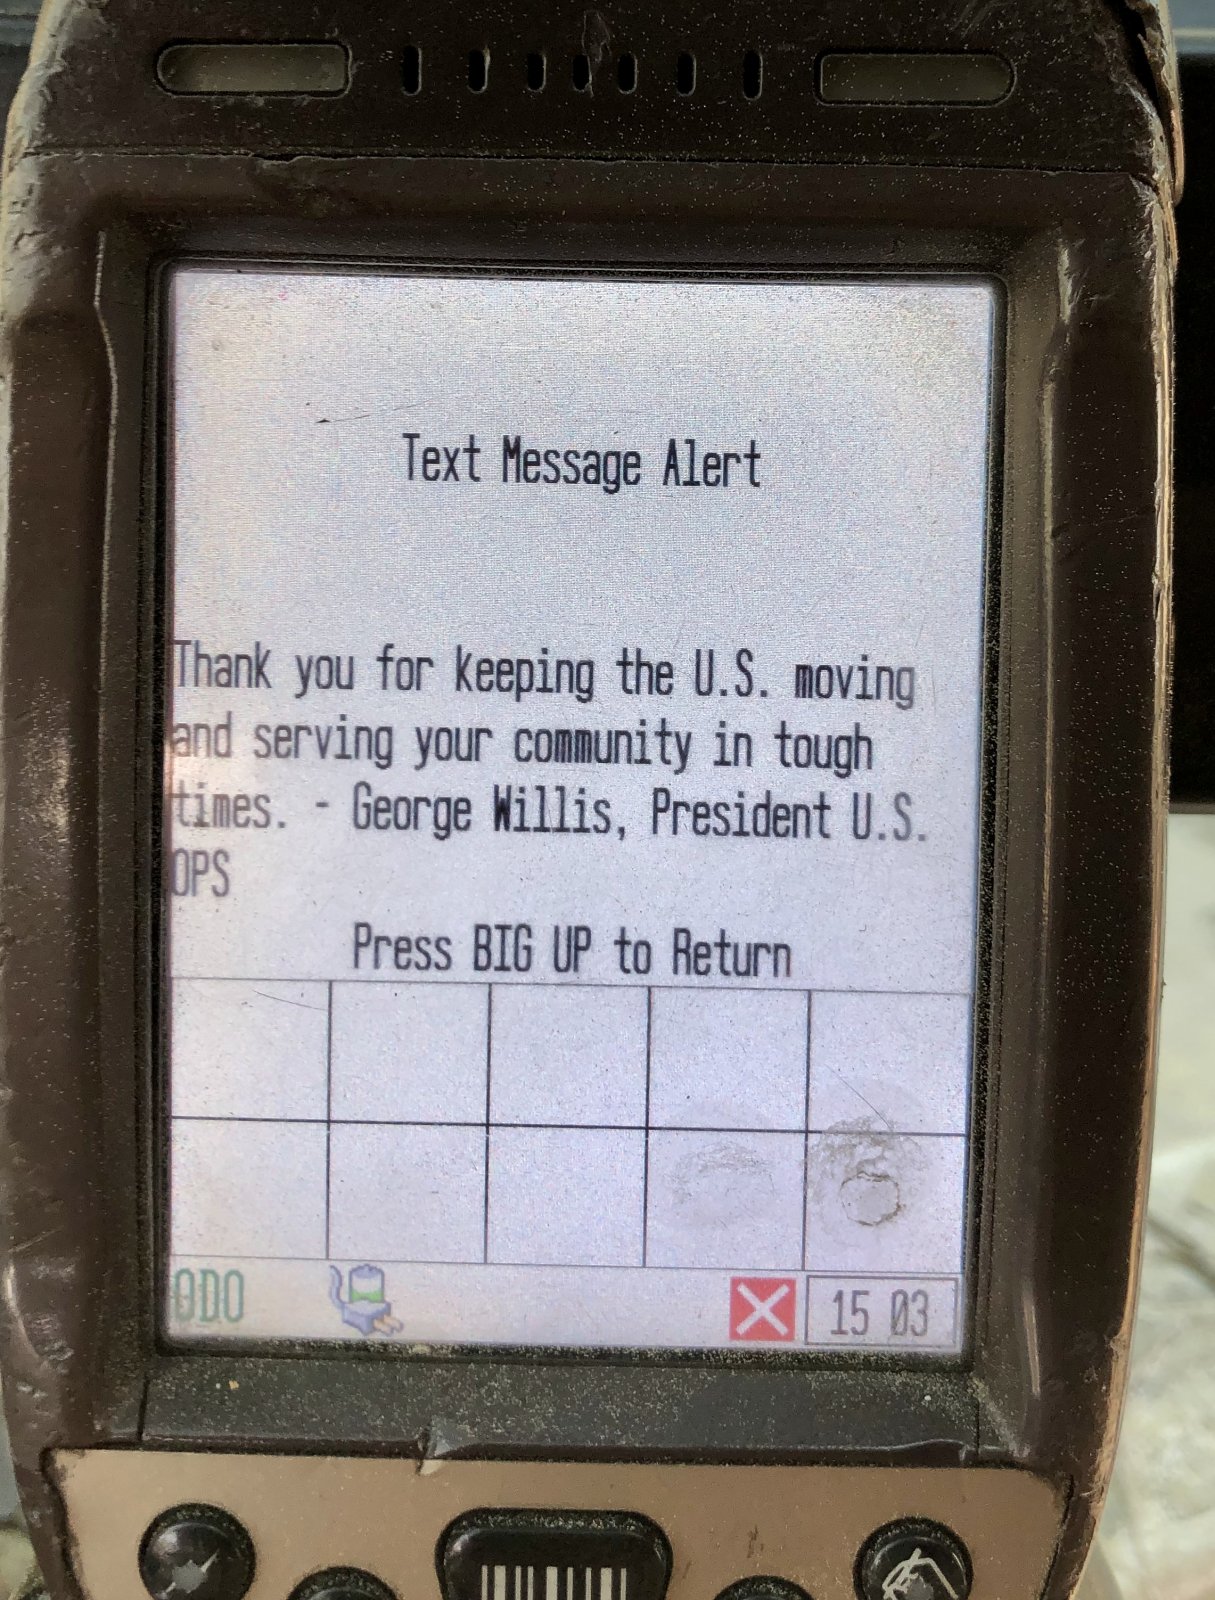 Text Message Alert
Thank you for keeping the U.S. moving
and serving your community in tough
times. - George Willis, President U.S.
OPS
Press BIG UP to Return
ODO
15 03